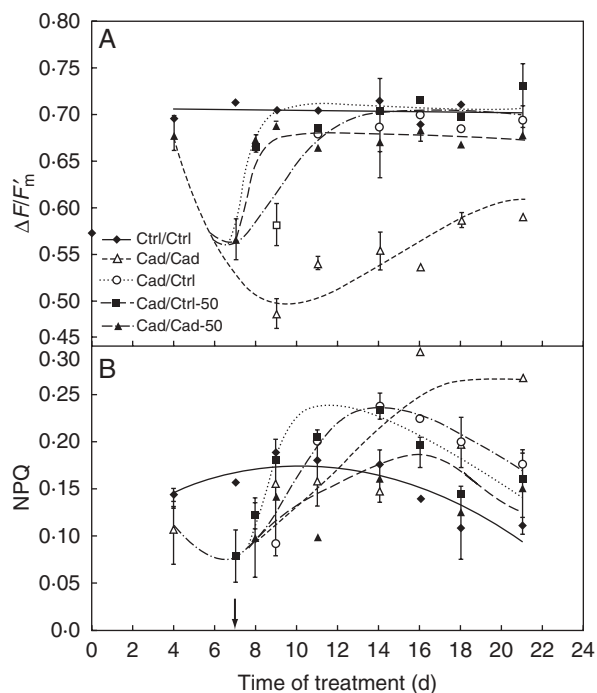 0·80
A
0·70
0·60
0·50
0·45
ΔF/F′m
Ctrl/Ctrl
Cad/Cad
Cad/Ctrl
Cad/Ctrl-50
Cad/Cad-50
0·75
0·65
0·55
0·30
B
0·25
0·20
0·15
0·10
0·05
0·0
NPQ
0 2 4 6 8 10 12 14 16 18 20 22 24
Time of treatment (d)